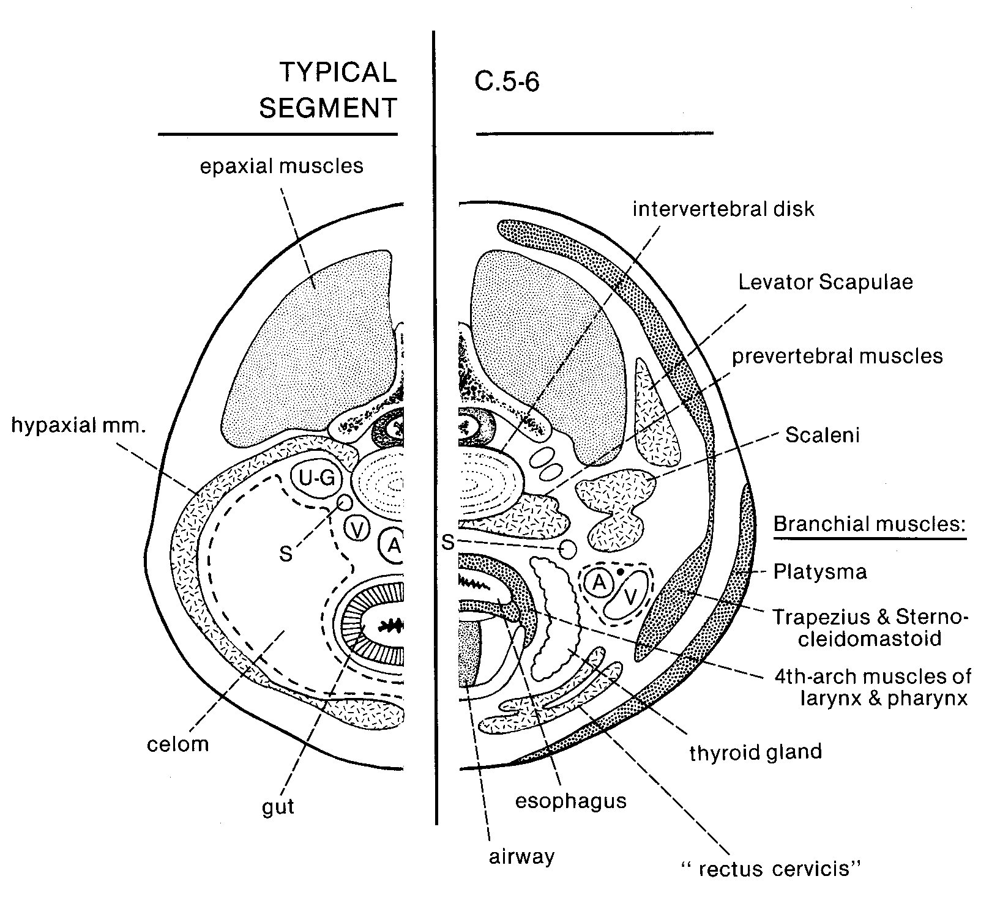 TYPICAL
SEGMENT
C.5-6
epaxial muscles
intervertebral disk
Levator Scapulae
prevertebral muscles
hypaxial mm.
Scaleni
U-G
S
V
A
S
A
V
Branchial muscles:
Platysma
Trapezius & Sterno-
cleidomastoid
4th-arch muscles of
larynx & pharynx
celom
thyroid gland
gut
esophagus
airway
“ rectus cervicis”